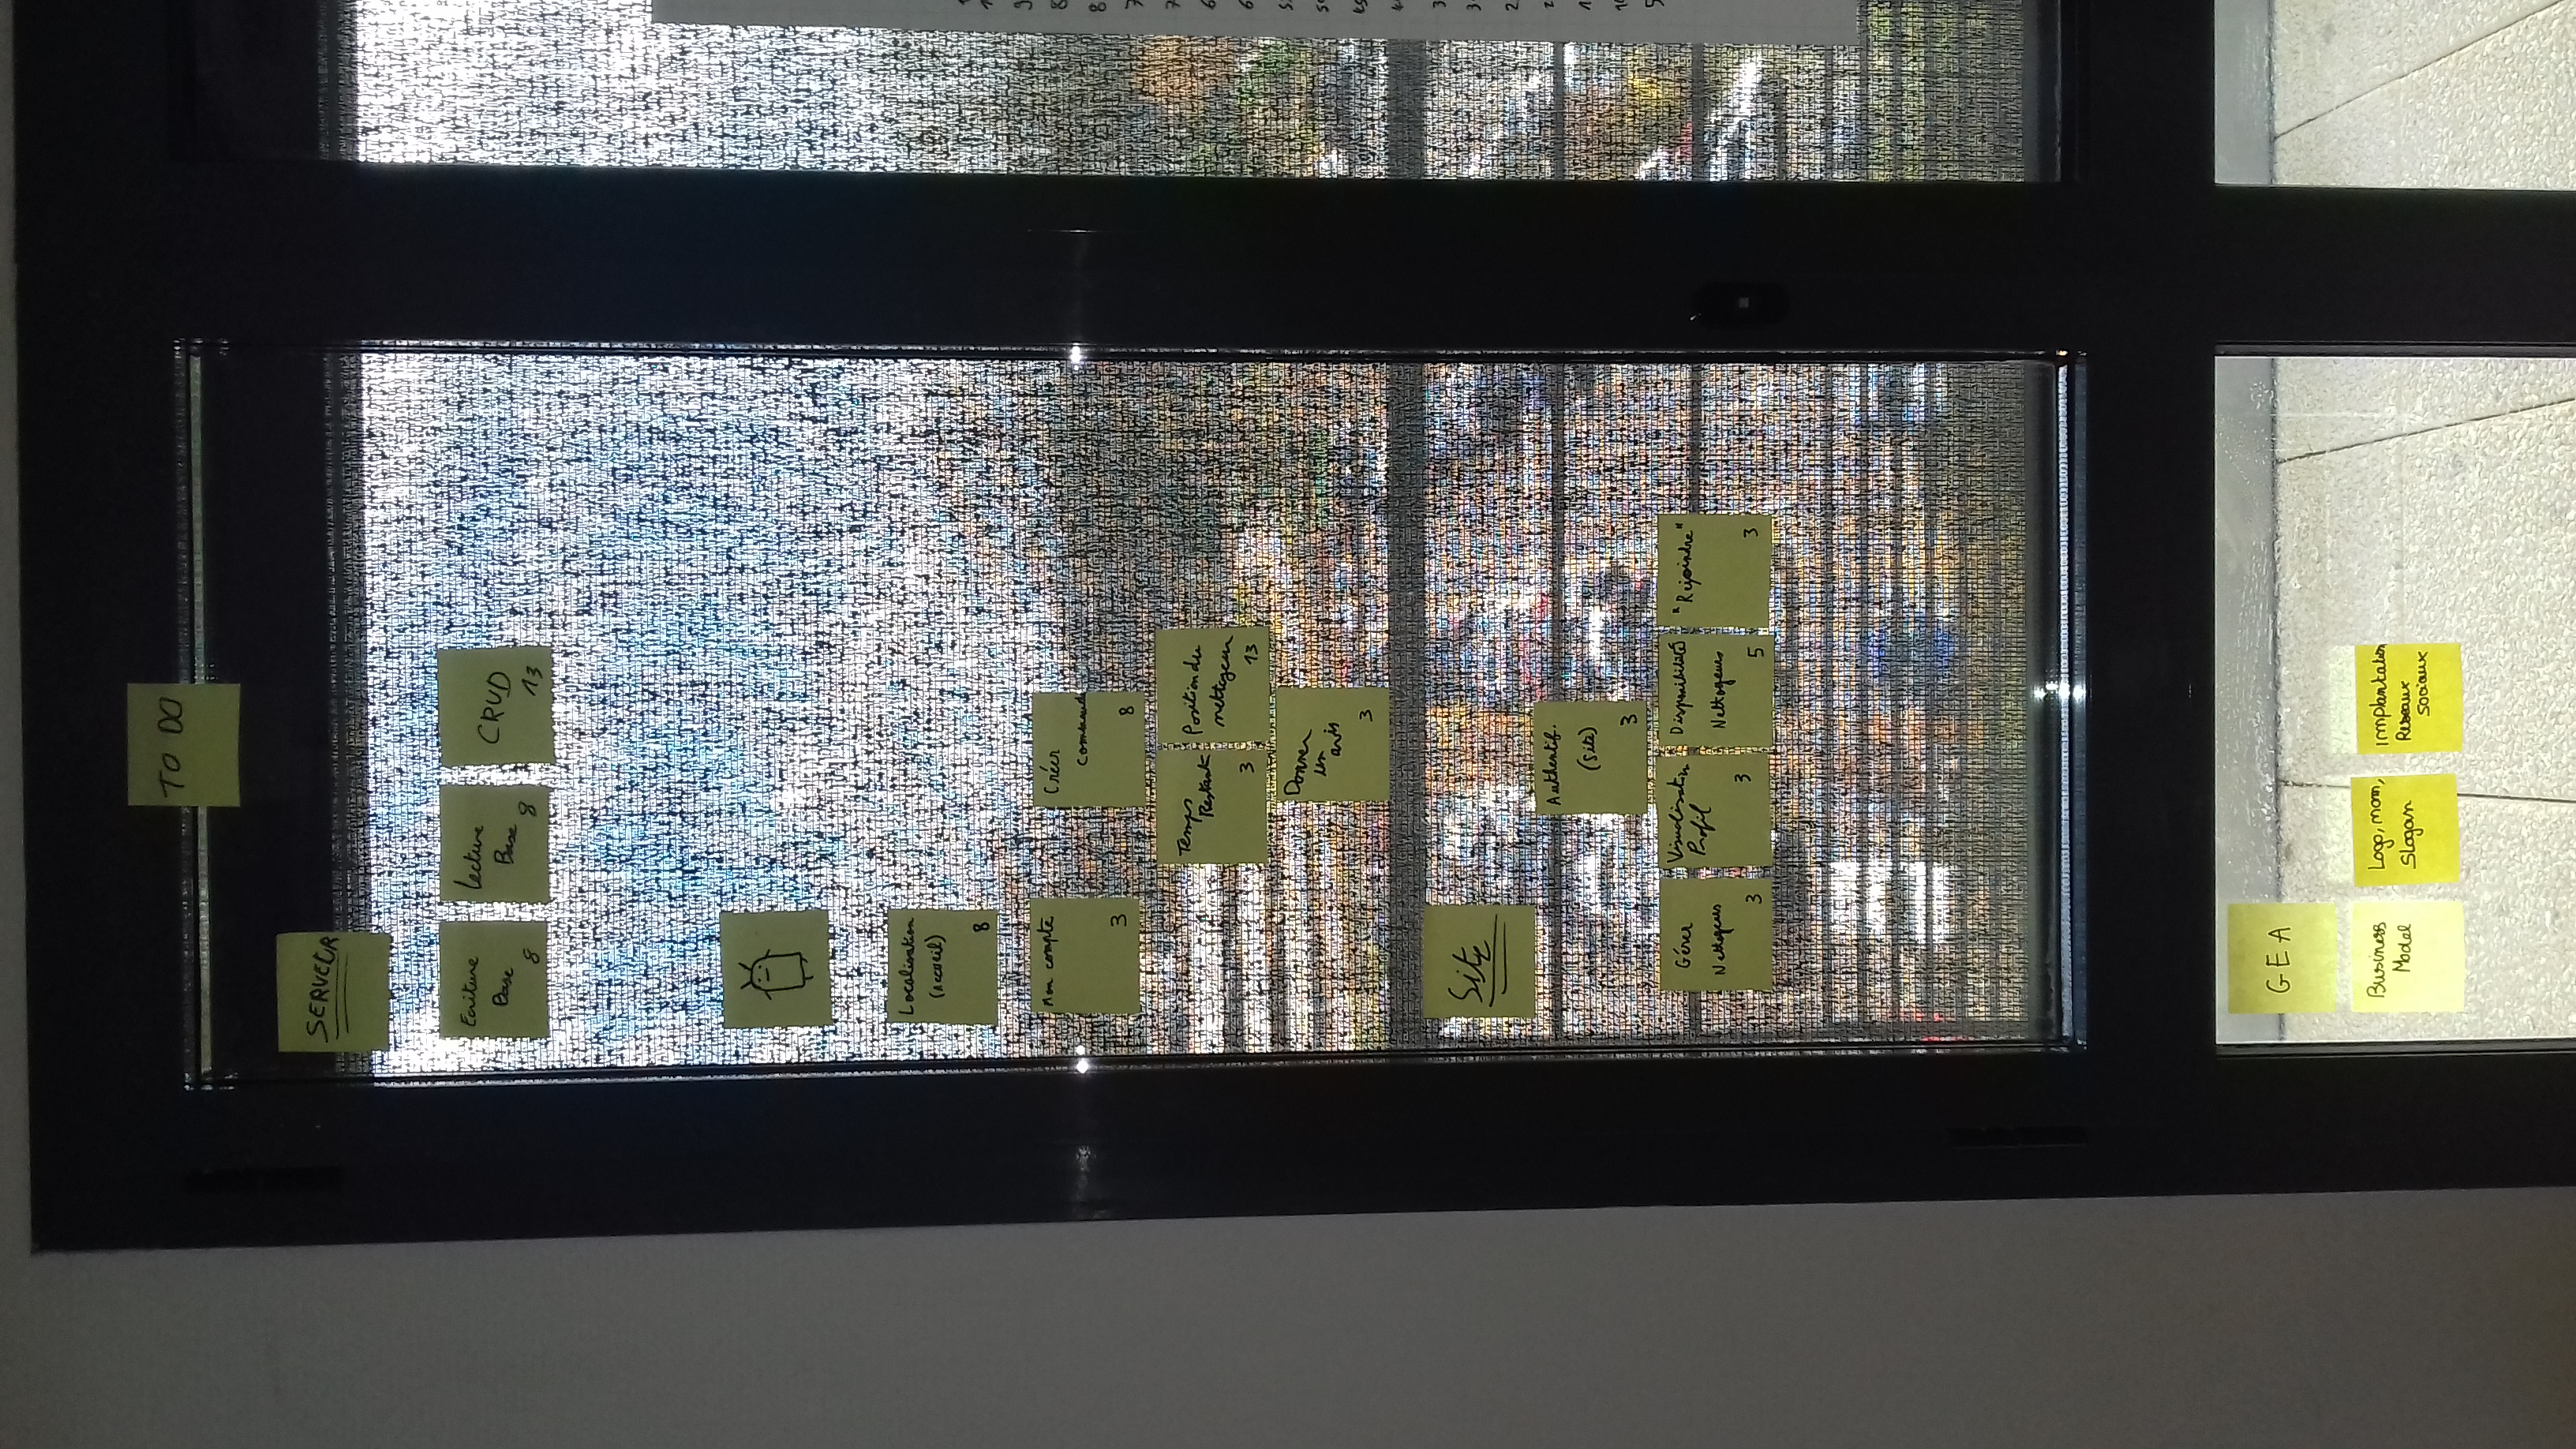 TO DO
SERVEUR
Ecriture
Base
8
Lecture
Base
8
CRUD
13
Localisation
(Accueil)
8
Mon compte
3
Créer
Commande
8
Temps
Restant
3
Position du
nettoyeur
13
Donner
un
avis
3
Site
Authentif.
(Site)
3
Gérer
Nettoyeurs
3
Visualisation
Profil
3
Disponibilité
Nettoyeurs
5
"Rejoindre"
3
GEA
Business
Model
Logo, nom,
Slogan
Implantation
Réseaux
Sociaux